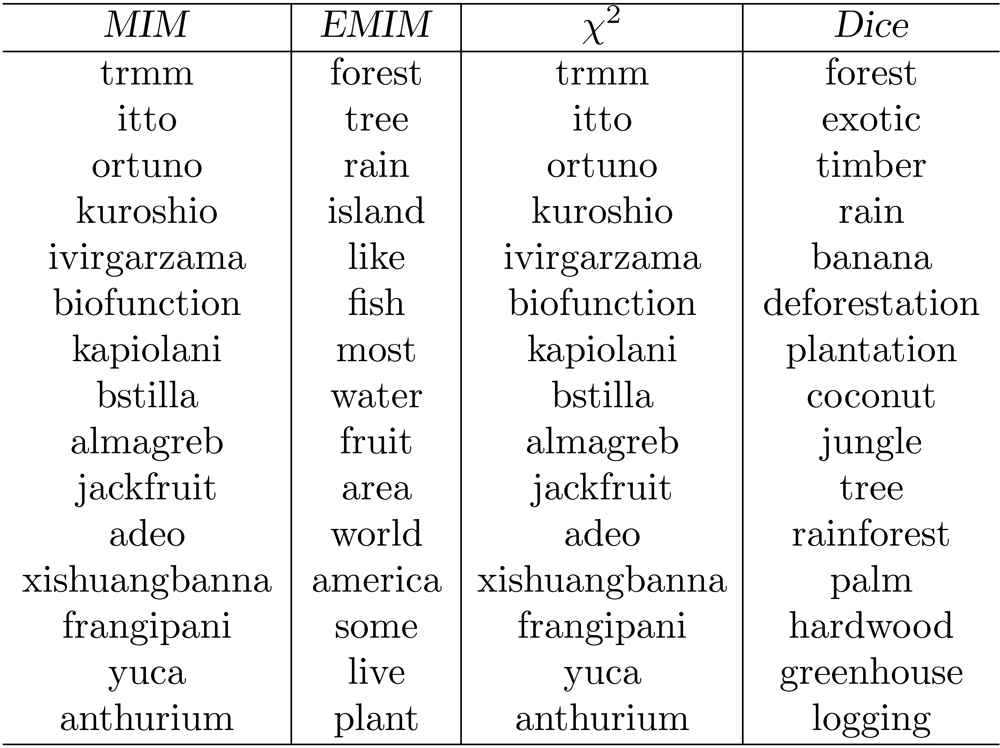 MIM EMIM χ² Dice
trmm forest trmm forest
itto tree itto exotic
ortuno rain ortuno timber
kuroshio island kuroshio rain
ivirgarzama like ivirgarzama banana
biofunction fish biofunction deforestation
kapiolani most kapiolani plantation
bstilla water bstilla coconut
almagreb fruit almagreb jungle
jackfruit area jackfruit tree
adeo world adeo rainforest
xishuangbanna america xishuangbanna palm
frangipani some frangipani hardwood
yuca live yuca greenhouse
anthurium plant anthurium logging